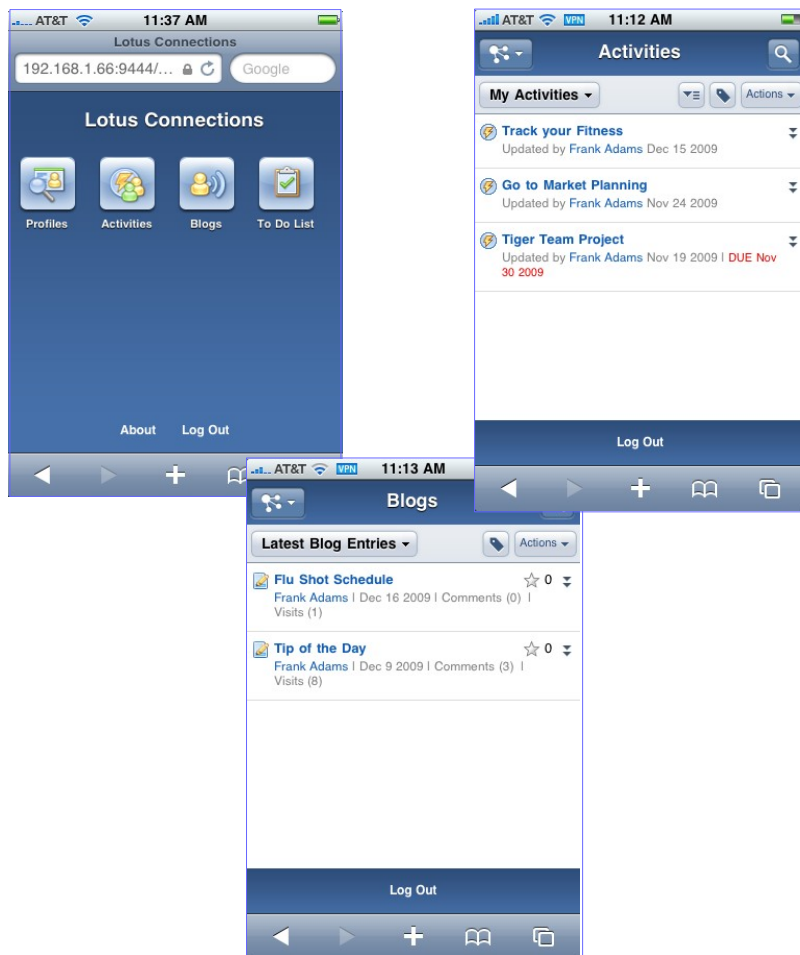 AT&T 11:37 AM
Lotus Connections
192.168.1.66:9444/... Google
Lotus Connections
Profiles Activities Blogs To Do List
About Log Out
AT&T VPN 11:12 AM
Activities
My Activities Actions
Track your Fitness
Updated by Frank Adams Dec 15 2009
Go to Market Planning
Updated by Frank Adams Nov 24 2009
Tiger Team Project
Updated by Frank Adams Nov 19 2009 | DUE Nov
30 2009
Log Out
AT&T VPN 11:13 AM
Blogs
Latest Blog Entries Actions
Flu Shot Schedule 0
Frank Adams | Dec 16 2009 | Comments (0) |
Visits (1)
Tip of the Day 0
Frank Adams | Dec 9 2009 | Comments (3) |
Visits (8)
Log Out